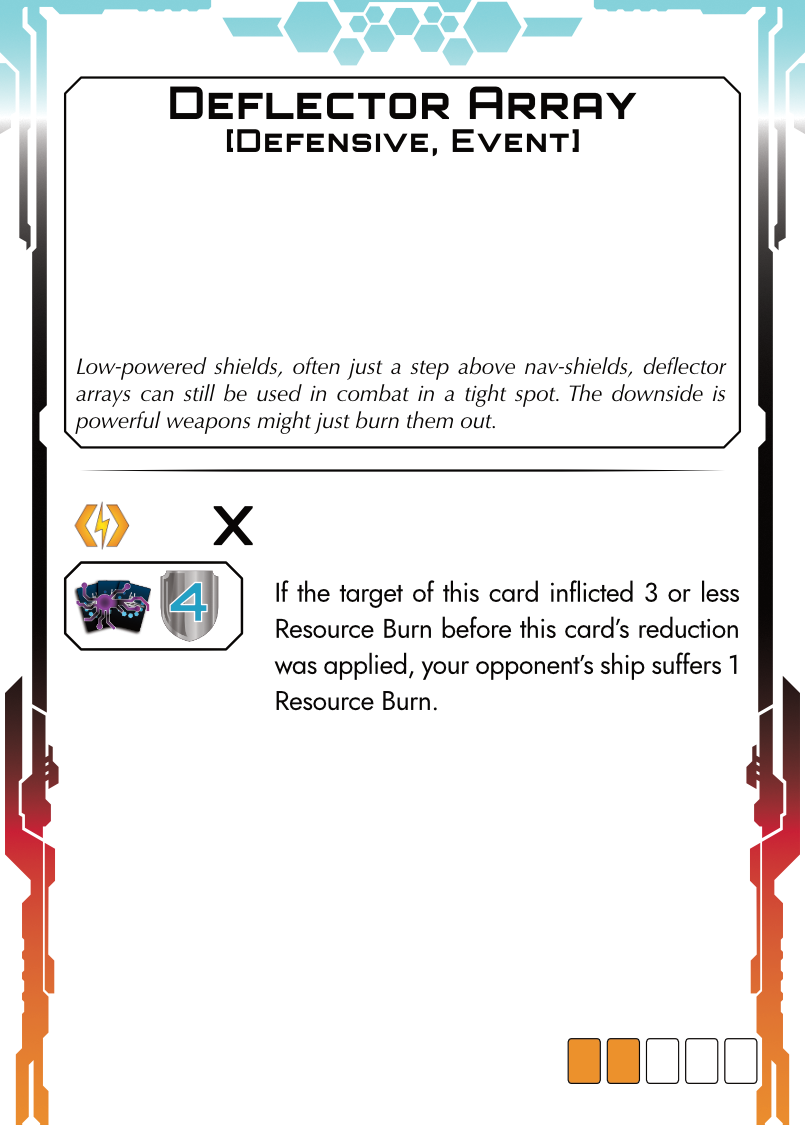 Deflector Array
[Defensive, Event]
Low-powered shields, often just a step above nav-shields, deflector
arrays can still be used in combat in a tight spot. The downside is
powerful weapons might just burn them out.
X
4
If the target of this card inflicted 3 or less
Resource Burn before this card's reduction
was applied, your opponent's ship suffers 1
Resource Burn.